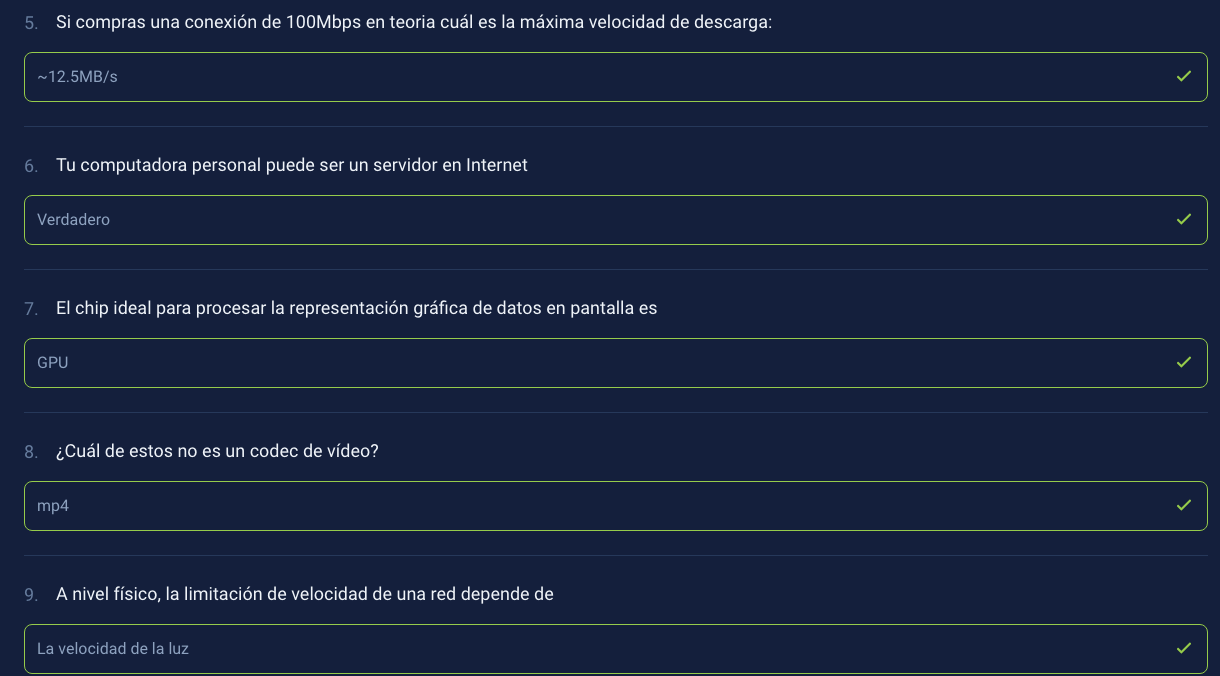 5. Si compras una conexión de 100Mbps en teoria cuál es la máxima velocidad de descarga:
~12.5MB/s
6. Tu computadora personal puede ser un servidor en Internet
Verdadero
7. El chip ideal para procesar la representación gráfica de datos en pantalla es
GPU
8. ¿Cuál de estos no es un codec de vídeo?
mp4
9. A nivel físico, la limitación de velocidad de una red depende de
La velocidad de la luz